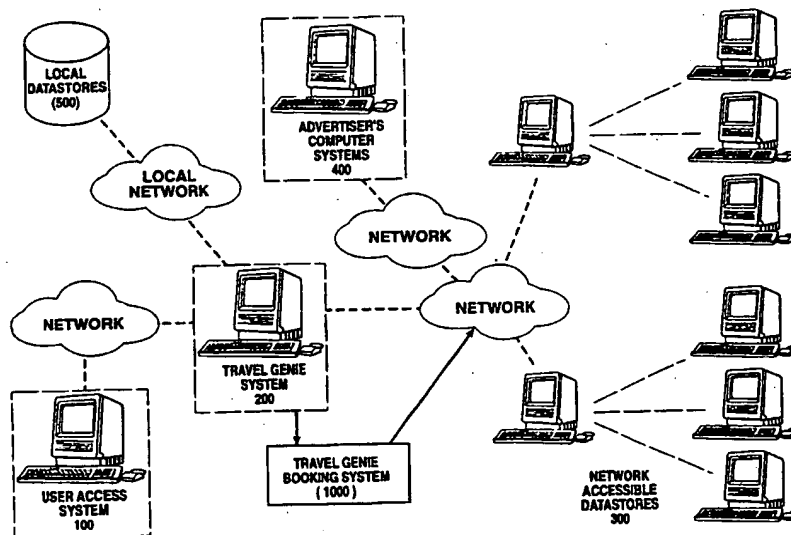 LOCAL
DATASTORES
(500)
ADVERTISER'S
COMPUTER
SYSTEMS
400
LOCAL
NETWORK
NETWORK
NETWORK
NETWORK
TRAVEL GENIE
SYSTEM
200
TRAVEL GENIE
BOOKING SYSTEM
(1000)
USER ACCESS
SYSTEM
100
NETWORK
ACCESSIBLE
DATASTORES
300